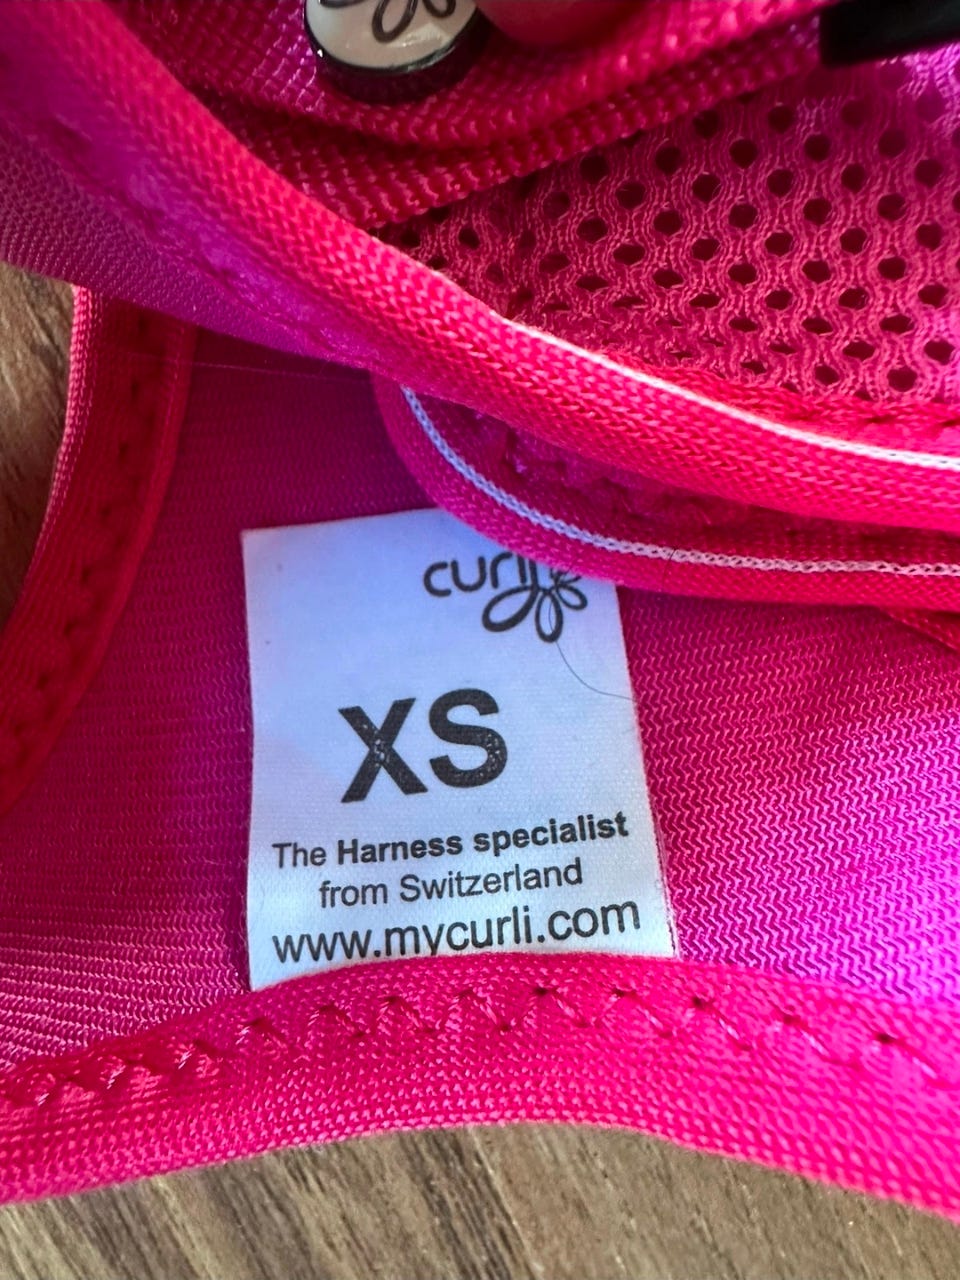 curli
XS
The Harness specialist
from Switzerland
www.mycurli.com